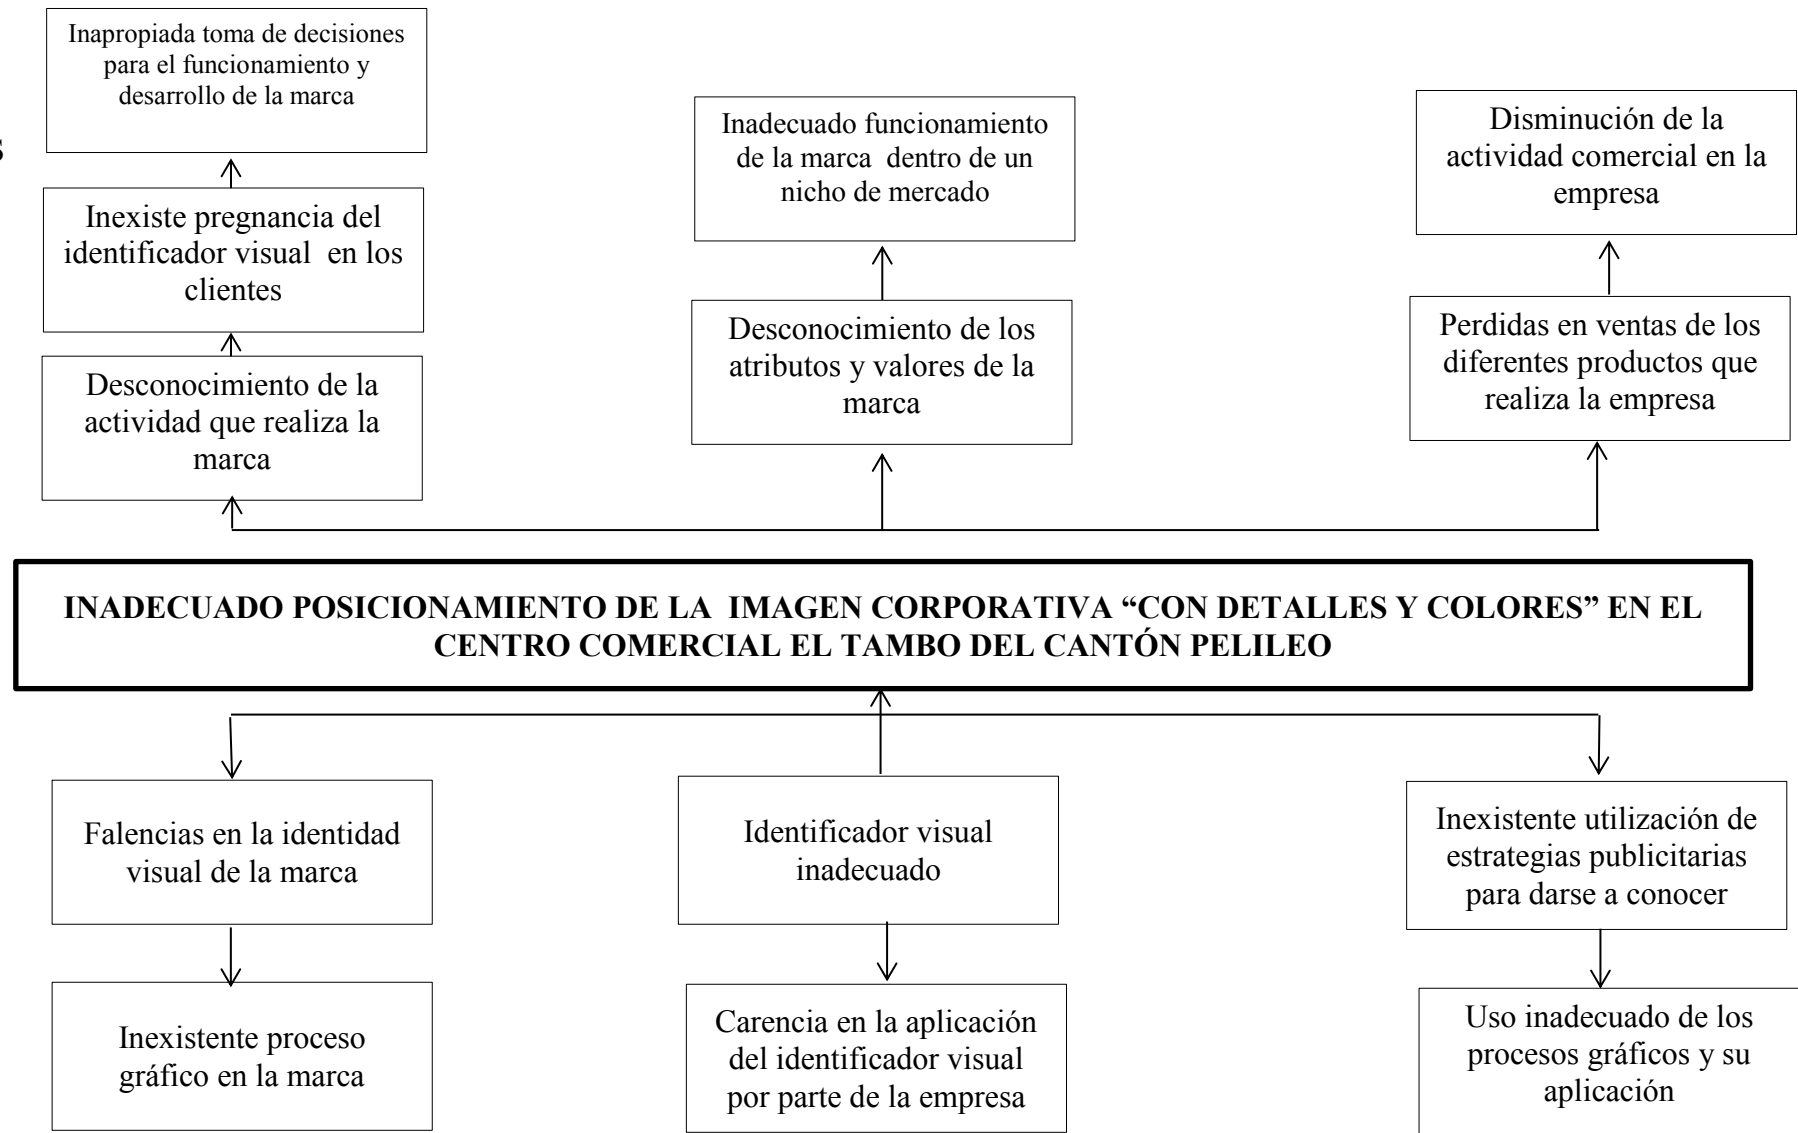 Inapropiada toma de decisiones
para el funcionamiento y
desarrollo de la marca
Inadecuado funcionamiento
de la marca  dentro de un
nicho de mercado
Disminución de la
actividad comercial en la
empresa
s
Inexiste pregnancia del
identificador visual  en los
clientes
Desconocimiento de los
atributos y valores de la
marca
Perdidas en ventas de los
diferentes productos que
realiza la empresa
Desconocimiento de la
actividad que realiza la
marca
INADECUADO POSICIONAMIENTO DE LA  IMAGEN CORPORATIVA “CON DETALLES Y COLORES” EN EL
CENTRO COMERCIAL EL TAMBO DEL CANTÓN PELILEO
Falencias en la identidad
visual de la marca
Identificador visual
inadecuado
Inexistente utilización de
estrategias publicitarias
para darse a conocer
Inexistente proceso
gráfico en la marca
Carencia en la aplicación
del identificador visual
por parte de la empresa
Uso inadecuado de los
procesos gráficos y su
aplicación